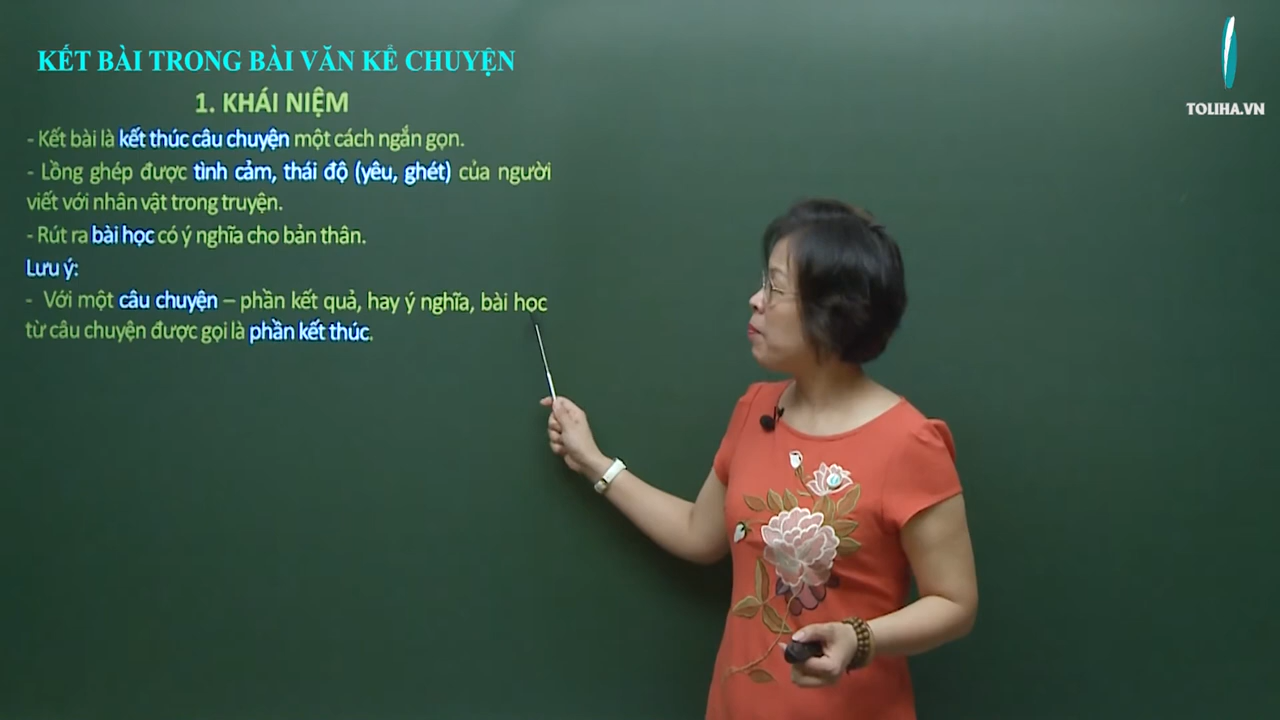 KẾT BÀI TRONG BÀI VĂN KỂ CHUYỆN
1. KHÁI NIỆM
- Kết bài là kết thúc câu chuyện một cách ngắn gọn.
- Lồng ghép được tình cảm, thái độ (yêu, ghét) của người
viết với nhân vật trong truyện.
- Rút ra bài học có ý nghĩa cho bản thân.
Lưu ý:
- Với một câu chuyện – phần kết quả, hay ý nghĩa, bài học
từ câu chuyện được gọi là phần kết thúc.
TOLIHA.VN